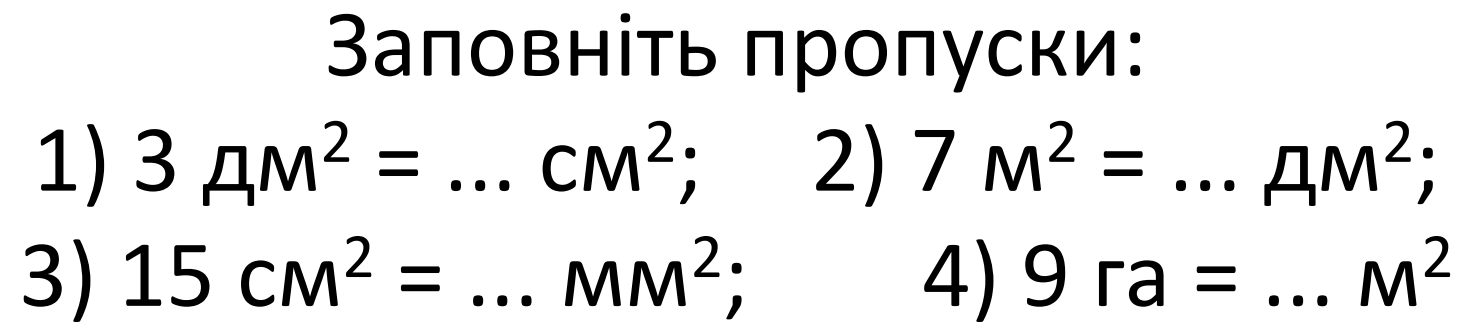 Заповніть пропуски:
1) 3 дм² = ... см²; 2) 7 м² = ... дм²;
3) 15 см² = ... мм²; 4) 9 га = ... м²